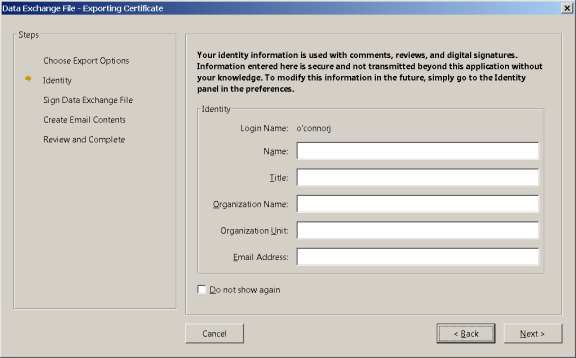 Data Exchange File - Exporting Certificate
Steps
Choose Export Options
Identity
Sign Data Exchange File
Create Email Contents
Review and Complete
Your identity information is used with comments, reviews, and digital signatures.
Information entered here is secure and not transmitted beyond this application without
your knowledge. To modify this information in the future, simply go to the Identity
panel in the preferences.
Identity
Login Name: o'connorj
Name:
Title:
Organization Name:
Organization Unit:
Email Address:
Do not show again
Cancel
< Back
Next >